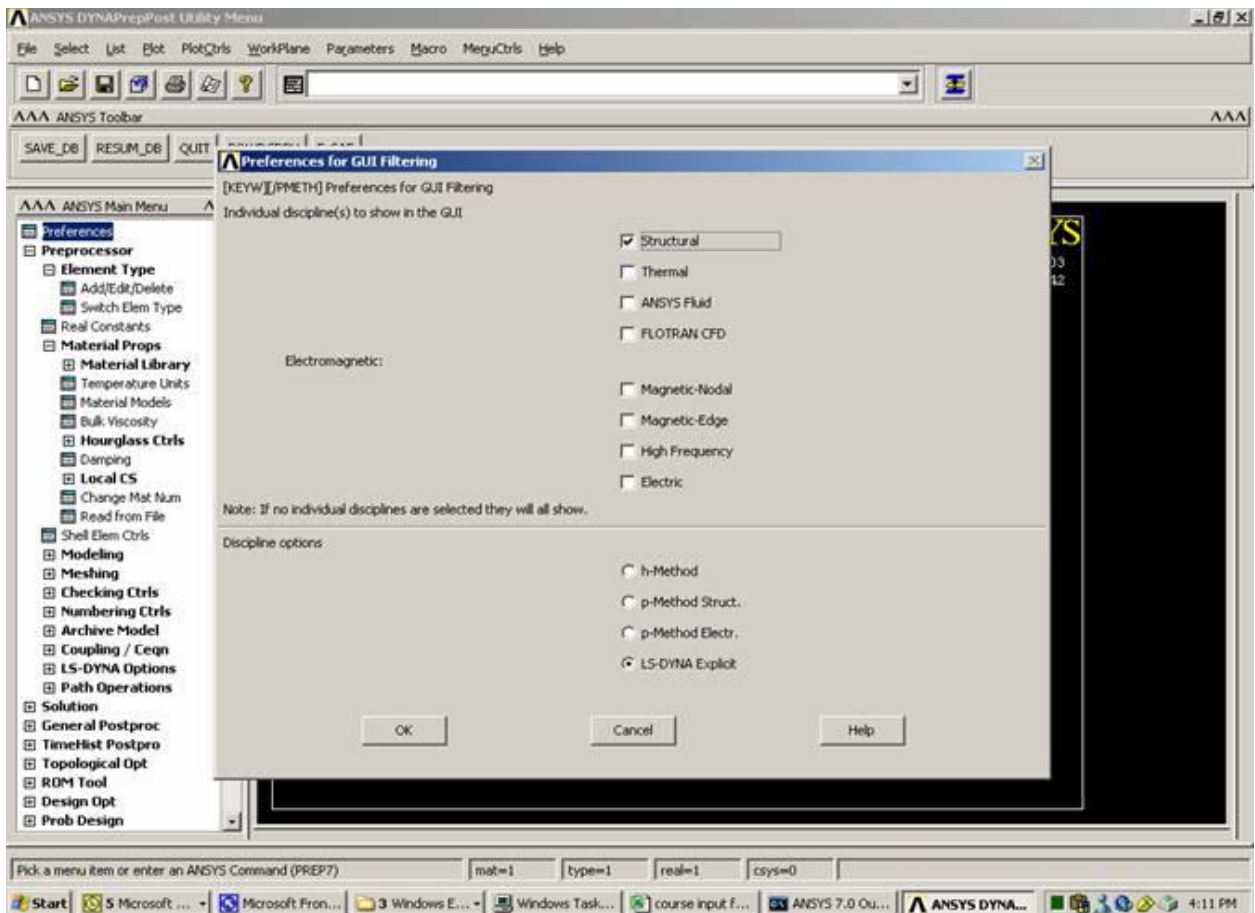 ANSYS DYNAPrepPost Utility Menu
File Select List Plot PlotCtrls WorkPlane Parameters Macro MenuCtrls Help
ANSYS Toolbar
SAVE_DB RESUM_DB QUIT
Preferences for GUI Filtering
[KEYW][/PMETH] Preferences for GUI Filtering
Individual discipline(s) to show in the GUI
Structural
Thermal
ANSYS Fluid
FLOTRAN CFD
Electromagnetic:
Magnetic-Nodal
Magnetic-Edge
High Frequency
Electric
Note: If no individual disciplines are selected they will all show.
Discipline options
h-Method
p-Method Struct.
p-Method Electr.
LS-DYNA Explicit
OK Cancel Help
ANSYS Main Menu
Preferences
Preprocessor
Element Type
Add/Edit/Delete
Switch Elem Type
Real Constants
Material Props
Material Library
Temperature Units
Material Models
Bulk Viscosity
Hourglass Ctrls
Damping
Local CS
Change Mat Num
Read from File
Shell Elem Ctrls
Modeling
Meshing
Checking Ctrls
Numbering Ctrls
Archive Model
Coupling / Ceqn
LS-DYNA Options
Path Operations
Solution
General Postproc
TimeHist Postpro
Topological Opt
ROM Tool
Design Opt
Prob Design
YS
03
42
Pick a menu item or enter an ANSYS Command (PREP7) mat=1 type=1 real=1 csys=0
Start 5 Microsoft ... Microsoft Fron... 3 Windows E... Windows Task... course input f... ANSYS 7.0 Ou... ANSYS DYNA... 4:11 PM